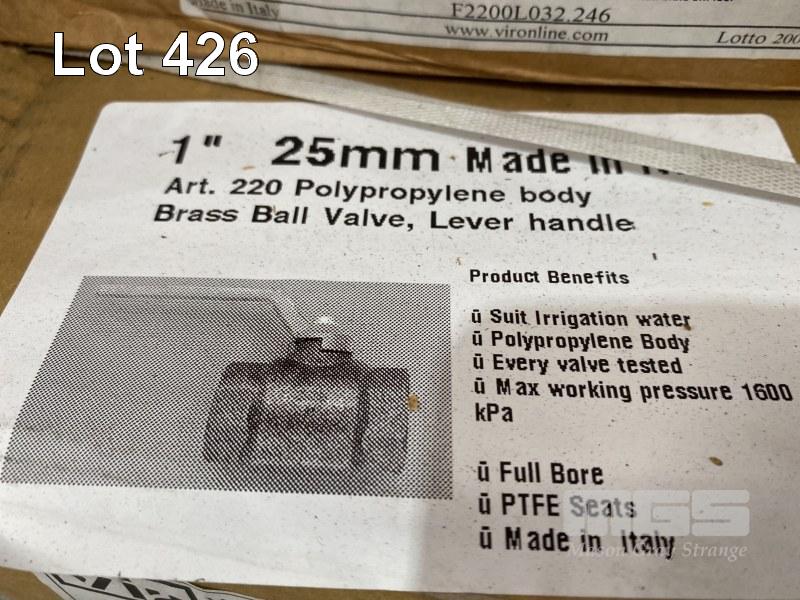 Made in Italy
F2200L032.246
www.vironline.com
Lotto 200
Lot 426
1" 25mm Made in
Art. 220 Polypropylene body
Brass Ball Valve, Lever handle
Product Benefits
ū Suit Irrigation water
ū Polypropylene Body
ū Every valve tested
ū Max working pressure 1600
kPa
ū Full Bore
ū PTFE Seats
ū Made in italy
MGS
Mason Gray Strange